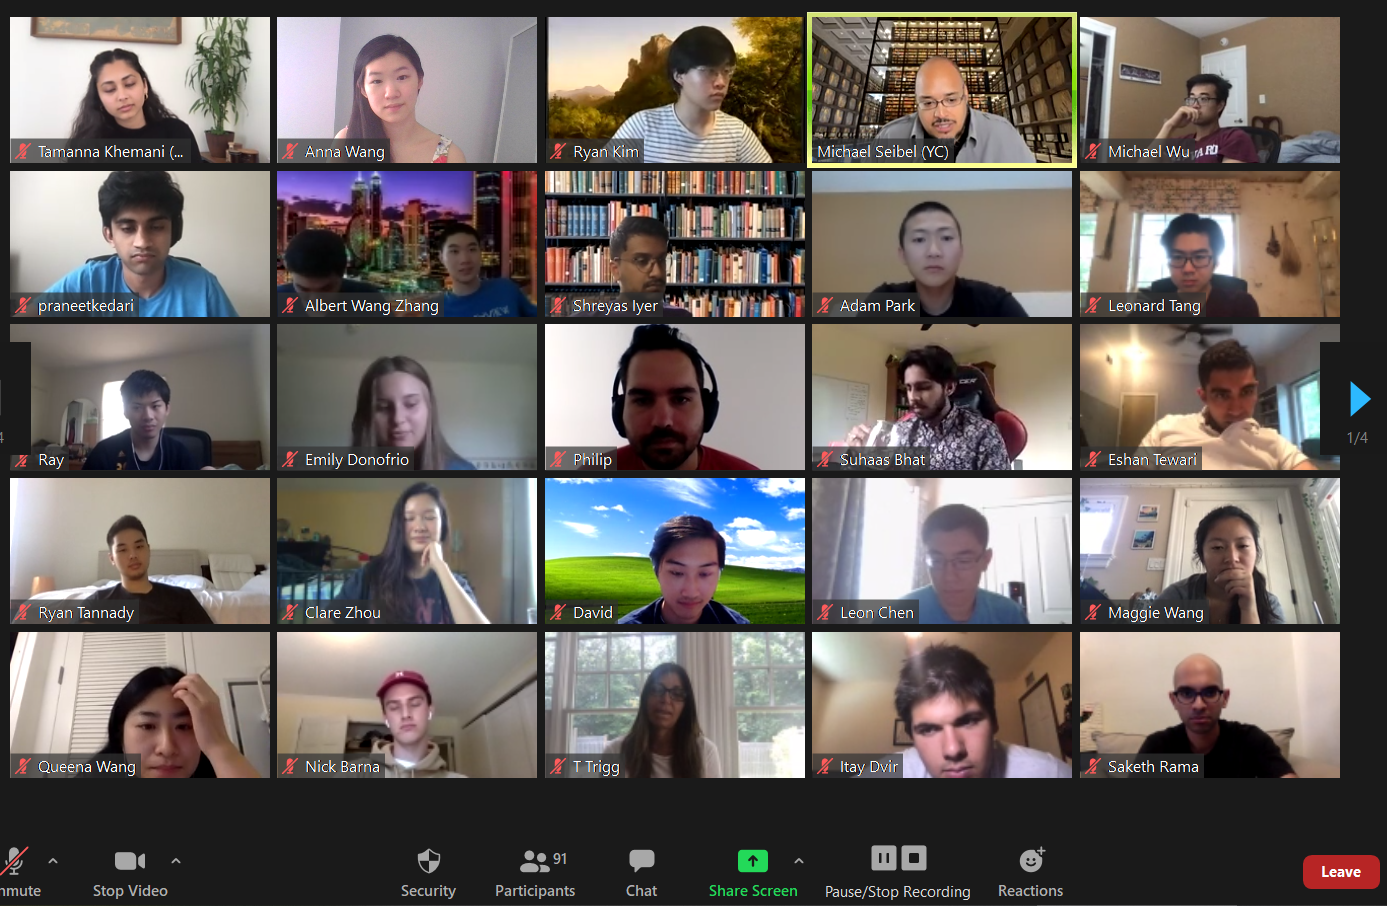 Tamanna Khemani (...
Anna Wang
Ryan Kim
Michael Seibel (YC)
Michael Wu
praneetkedari
Albert Wang Zhang
Shreyas Iyer
Adam Park
Leonard Tang
Ray
Emily Donofrio
Philip
Suhaas Bhat
Eshan Tewari
1/4
Ryan Tannady
Clare Zhou
David
Leon Chen
Maggie Wang
Queena Wang
Nick Barna
T Trigg
Itay Dvir
Saketh Rama
91
nmute
Stop Video
Security
Participants
Chat
Share Screen
Pause/Stop Recording
Reactions
Leave